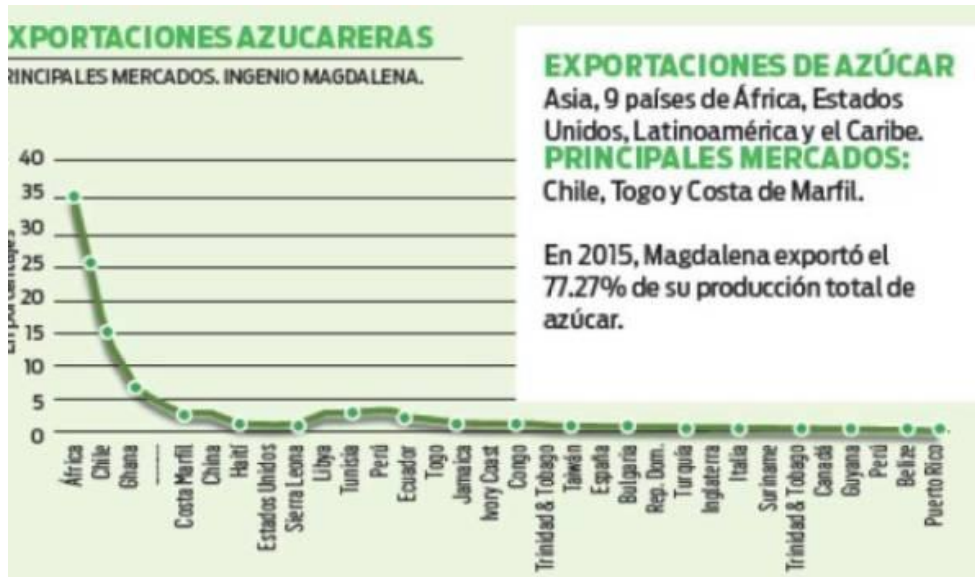 XPORTACIONES AZUCARERAS
RINCIPALES MERCADOS. INGENIO MAGDALENA.
EXPORTACIONES DE AZÚCAR
Asia, 9 países de África, Estados
Unidos, Latinoamérica y el Caribe.
PRINCIPALES MERCADOS:
Chile, Togo y Costa de Marfil.
En 2015, Magdalena exportó el
77.27% de su producción total de
azúcar.
En porcentajes
40
35
30
25
20
15
10
5
0
África
Chile
Ghana
Costa Marfil
China
Haití
Estados Unidos
Sierra Leona
Libya
Tunisia
Perú
Ecuador
Togo
Jamaica
Ivory Coast
Congo
Trinidad & Tobago
Taiwán
España
Bulgaria
Rep. Dom.
Turquía
Inglaterra
Italia
Suriname
Trinidad & Tobago
Canadá
Guyana
Perú
Belize
Puerto Rico